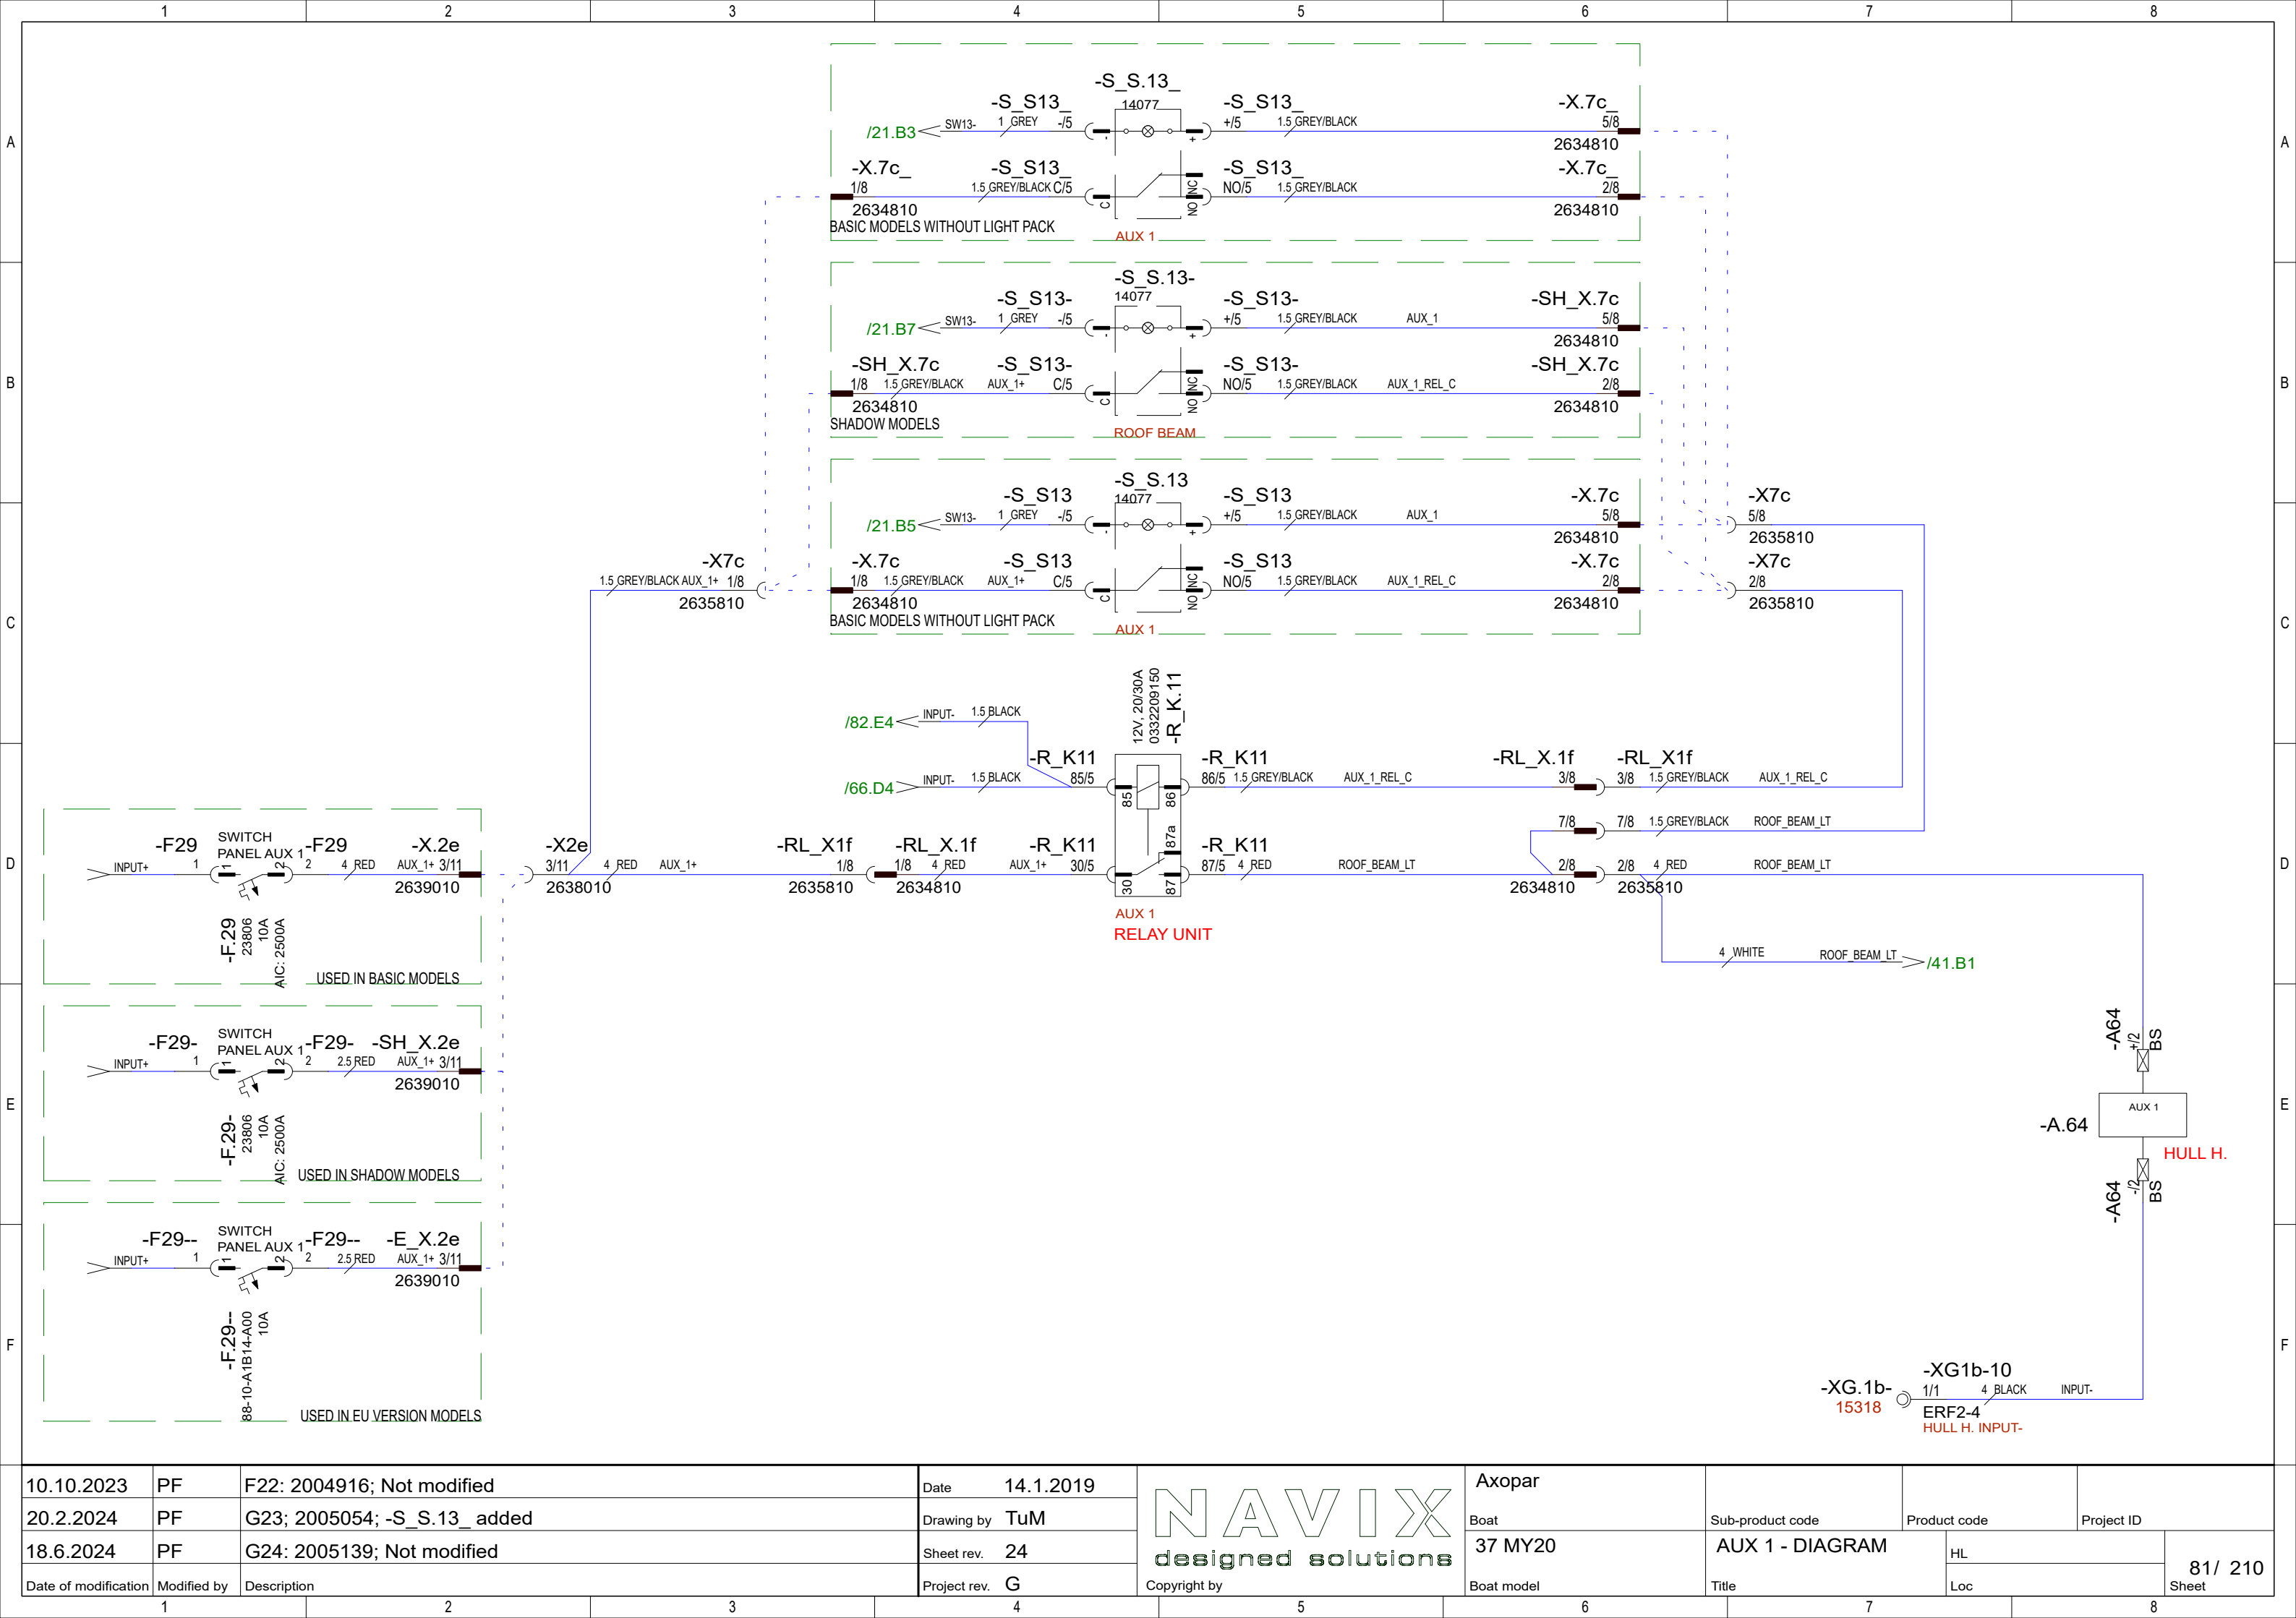 1 2 3 4 5 6 7 8
A A
B B
C C
D D
E E
F F
-S_S.13_
14077
-S_S13_ -S_S13_ -X.7c_
/21.B3 SW13- 1 GREY -/5 - + +/5 1.5 GREY/BLACK 5/8
2634810
-X.7c_ -S_S13_ -S_S13_ -X.7c_
1/8 1.5 GREY/BLACK C/5 C NO NC NO/5 1.5 GREY/BLACK 2/8
2634810 2634810
BASIC MODELS WITHOUT LIGHT PACK
AUX 1
-S_S.13-
14077
-S_S13- -S_S13- -SH_X.7c
/21.B7 SW13- 1 GREY -/5 - + +/5 1.5 GREY/BLACK AUX_1 5/8
2634810
-SH_X.7c -S_S13- -S_S13- -SH_X.7c
1/8 1.5 GREY/BLACK AUX_1+ C/5 C NO NC NO/5 1.5 GREY/BLACK AUX_1_REL_C 2/8
2634810 2634810
SHADOW MODELS
ROOF BEAM
-S_S.13
14077
-S_S13 -S_S13 -X.7c -X7c
/21.B5 SW13- 1 GREY -/5 - + +/5 1.5 GREY/BLACK AUX_1 5/8 5/8
2634810 2635810
-X7c -X.7c -S_S13 -S_S13 -X.7c -X7c
1.5 GREY/BLACK AUX_1+ 1/8 1/8 1.5 GREY/BLACK AUX_1+ C/5 C NO NC NO/5 1.5 GREY/BLACK AUX_1_REL_C 2/8 2/8
2635810 2634810 2634810 2635810
BASIC MODELS WITHOUT LIGHT PACK
AUX 1
12V, 20/30A
0332209150
-R_K.11
/82.E4 INPUT- 1.5 BLACK
-R_K11 -R_K11 -RL_X.1f -RL_X1f
/66.D4 INPUT- 1.5 BLACK 85/5 85 86 86/5 1.5 GREY/BLACK AUX_1_REL_C 3/8 3/8 1.5 GREY/BLACK AUX_1_REL_C
87a 7/8 7/8 1.5 GREY/BLACK ROOF_BEAM_LT
-F29 SWITCH PANEL AUX 1 -F29 -X.2e -X2e -RL_X1f -RL_X.1f -R_K11 -R_K11
INPUT+ 1 1 2 2 4 RED AUX_1+ 3/11 3/11 4 RED AUX_1+ 1/8 1/8 4 RED AUX_1+ 30/5 30 87 87/5 4 RED ROOF_BEAM_LT 2/8 2/8 4 RED ROOF_BEAM_LT
2639010 2638010 2635810 2634810 2634810 2635810
AUX 1
RELAY UNIT
-F.29
23806
10A
AIC: 2500A
USED IN BASIC MODELS
4 WHITE ROOF_BEAM_LT /41.B1
-F29- SWITCH PANEL AUX 1 -F29- -SH_X.2e
INPUT+ 1 1 2 2 2.5 RED AUX_1+ 3/11
2639010
-F.29-
23806
10A
AIC: 2500A
USED IN SHADOW MODELS
-A64
+/2
BS
AUX 1
-A.64
HULL H.
-A64
-/2
BS
-F29-- SWITCH PANEL AUX 1 -F29-- -E_X.2e
INPUT+ 1 1 2 2 2.5 RED AUX_1+ 3/11
2639010
-F.29--
88-10-A1B14-A00
10A
USED IN EU VERSION MODELS
-XG1b-10
-XG.1b- 1/1 4 BLACK INPUT-
15318 ERF2-4
HULL H. INPUT-
10.10.2023 PF F22: 2004916; Not modified
20.2.2024 PF G23; 2005054; -S_S.13_ added
18.6.2024 PF G24: 2005139; Not modified
Date of modification Modified by Description
Date 14.1.2019
Drawing by TuM
Sheet rev. 24
Project rev. G
NAVIX
designed solutions
Copyright by
Axopar
Boat Sub-product code Product code Project ID
37 MY20 AUX 1 - DIAGRAM HL
Boat model Title Loc Sheet 81/ 210
1 2 3 4 5 6 7 8